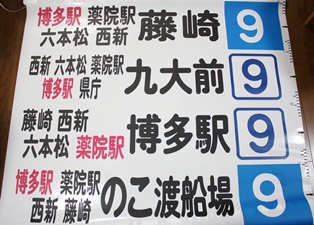 博多駅 薬院駅
六本松 西新
藤崎 9
西新 六本松 薬院駅
博多駅 県庁
九大前 9
藤崎 西新
六本松 薬院駅
博多駅 9
博多駅 薬院駅
西新 藤崎
のこ渡船場 9